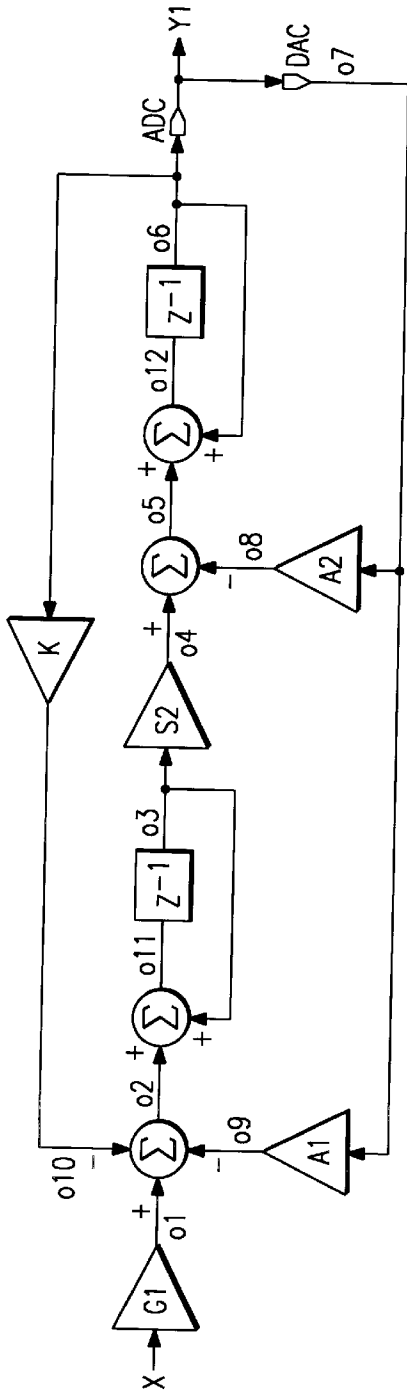 X
G1
o1
+
o10
−
Σ
−
o9
A1
o2
+
Σ
+
o11
z−1
o3
K
S2
o4
+
Σ
−
o8
A2
o5
+
Σ
+
o12
z−1
o6
ADC
Y1
DAC
o7